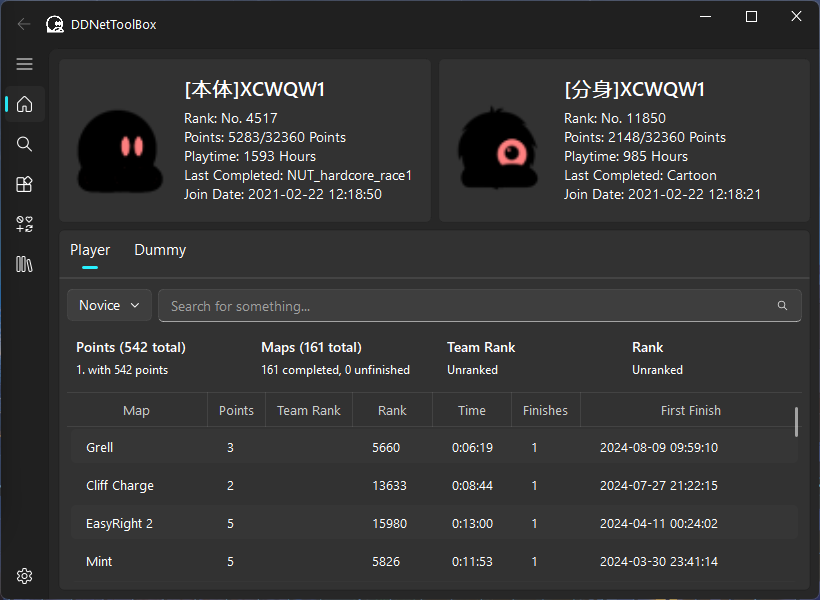 DDNetToolBox
[本体]XCWQW1
Rank: No. 4517
Points: 5283/32360 Points
Playtime: 1593 Hours
Last Completed: NUT_hardcore_race1
Join Date: 2021-02-22 12:18:50
[分身]XCWQW1
Rank: No. 11850
Points: 2148/32360 Points
Playtime: 985 Hours
Last Completed: Cartoon
Join Date: 2021-02-22 12:18:21
Player Dummy
Novice Search for something...
Points (542 total) Maps (161 total) Team Rank Rank
1. with 542 points 161 completed, 0 unfinished Unranked Unranked
Map Points Team Rank Rank Time Finishes First Finish
Grell 3 5660 0:06:19 1 2024-08-09 09:59:10
Cliff Charge 2 13633 0:08:44 1 2024-07-27 21:22:15
EasyRight 2 5 15980 0:13:00 1 2024-04-11 00:24:02
Mint 5 5826 0:11:53 1 2024-03-30 23:41:14